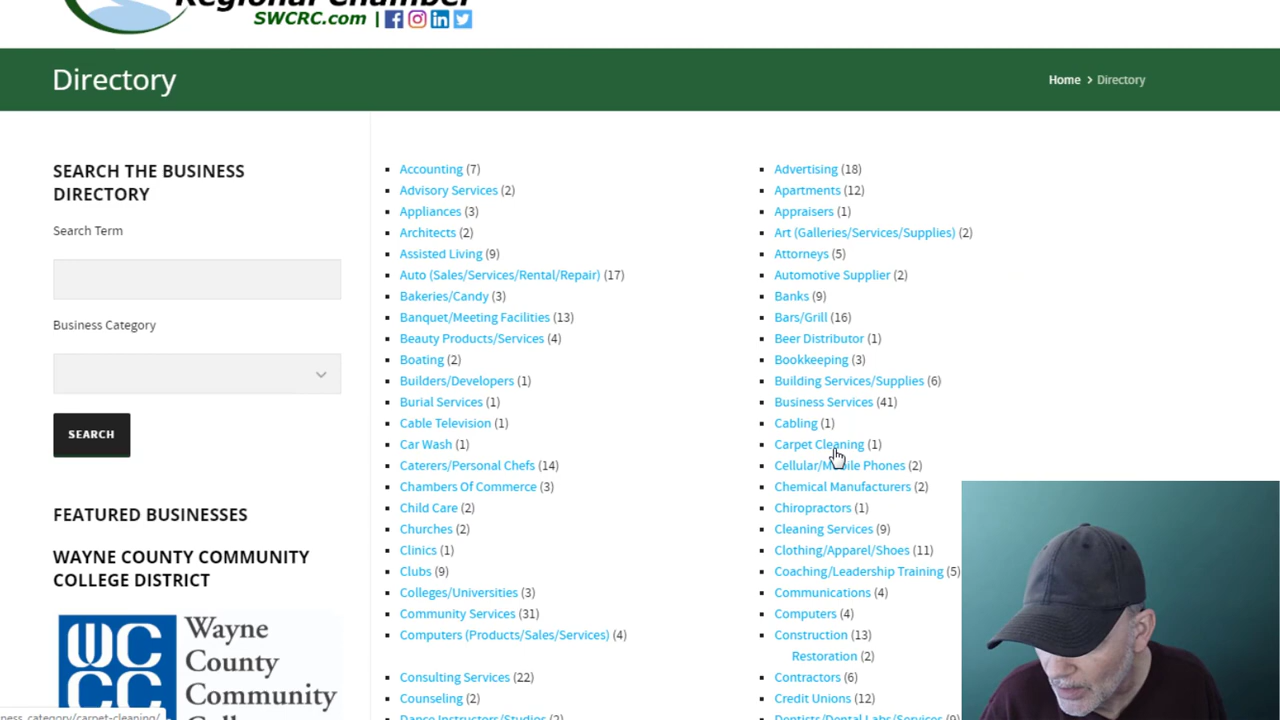 Regional Chamber
SWCRC.com |
Directory
Home > Directory
SEARCH THE BUSINESS
DIRECTORY
Search Term
Business Category
SEARCH
FEATURED BUSINESSES
WAYNE COUNTY COMMUNITY
COLLEGE DISTRICT
WC
CC
Wayne
County
Community
Accounting (7)
Advisory Services (2)
Appliances (3)
Architects (2)
Assisted Living (9)
Auto (Sales/Services/Rental/Repair) (17)
Bakeries/Candy (3)
Banquet/Meeting Facilities (13)
Beauty Products/Services (4)
Boating (2)
Builders/Developers (1)
Burial Services (1)
Cable Television (1)
Car Wash (1)
Caterers/Personal Chefs (14)
Chambers Of Commerce (3)
Child Care (2)
Churches (2)
Clinics (1)
Clubs (9)
Colleges/Universities (3)
Community Services (31)
Computers (Products/Sales/Services) (4)
Consulting Services (22)
Counseling (2)
Dance Instructors/Studios (2)
Advertising (18)
Apartments (12)
Appraisers (1)
Art (Galleries/Services/Supplies) (2)
Attorneys (5)
Automotive Supplier (2)
Banks (9)
Bars/Grill (16)
Beer Distributor (1)
Bookkeeping (3)
Building Services/Supplies (6)
Business Services (41)
Cabling (1)
Carpet Cleaning (1)
Cellular/Mobile Phones (2)
Chemical Manufacturers (2)
Chiropractors (1)
Cleaning Services (9)
Clothing/Apparel/Shoes (11)
Coaching/Leadership Training (5)
Communications (4)
Computers (4)
Construction (13)
Restoration (2)
Contractors (6)
Credit Unions (12)
Dentists/Dental Labs/Services (9)
ness_category/carpet-cleaning/